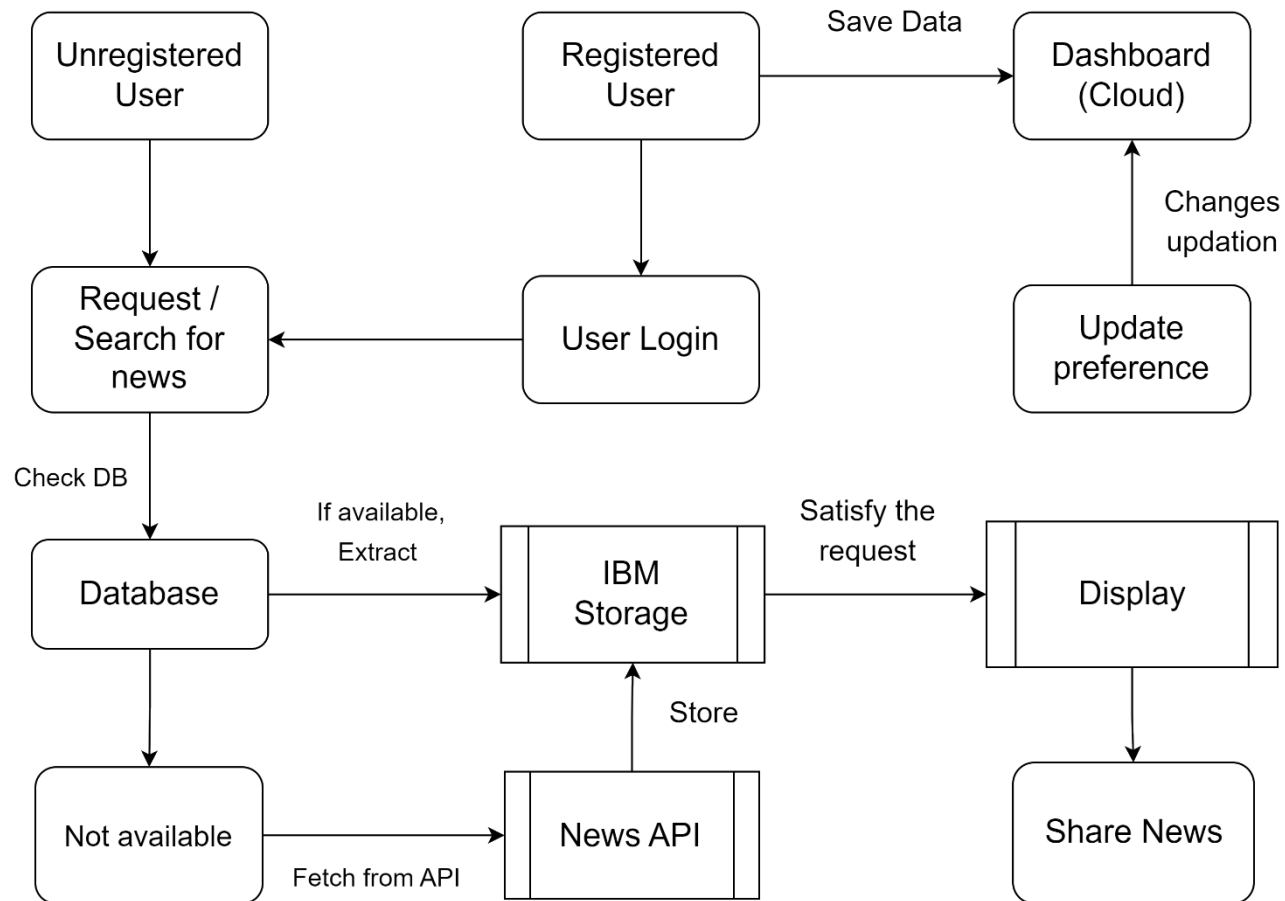 Unregistered
User
Registered
User
Save Data
Dashboard
(Cloud)
Changes
updation
Request /
Search for
news
User Login
Update
preference
Check DB
If available,
Extract
Satisfy the
request
Database
IBM
Storage
Display
Store
Not available
Fetch from API
News API
Share News